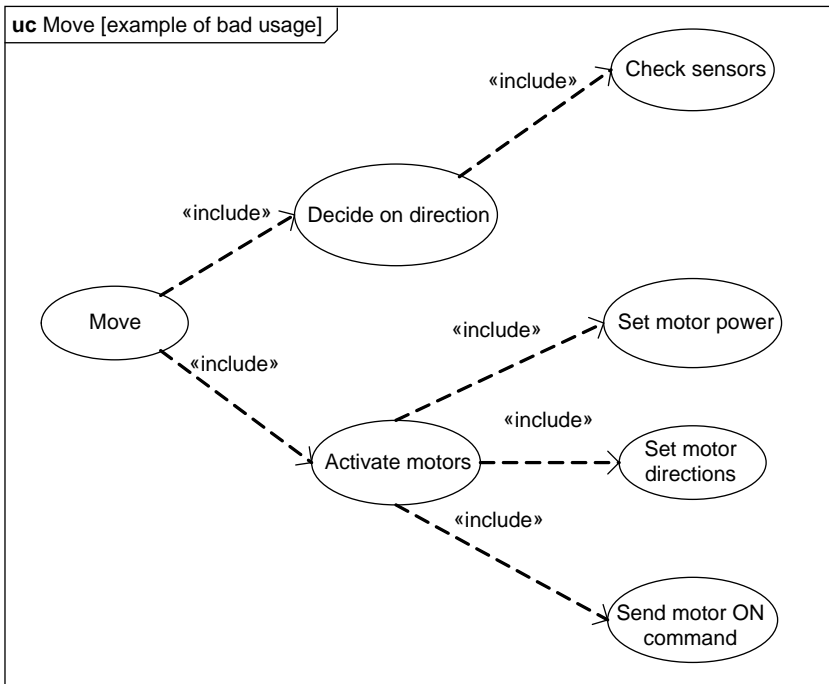 uc Move [example of bad usage]
Check sensors
«include»
«include»
Decide on direction
Move
«include»
«include»
Set motor power
«include»
Activate motors
Set motor
directions
«include»
Send motor ON
command